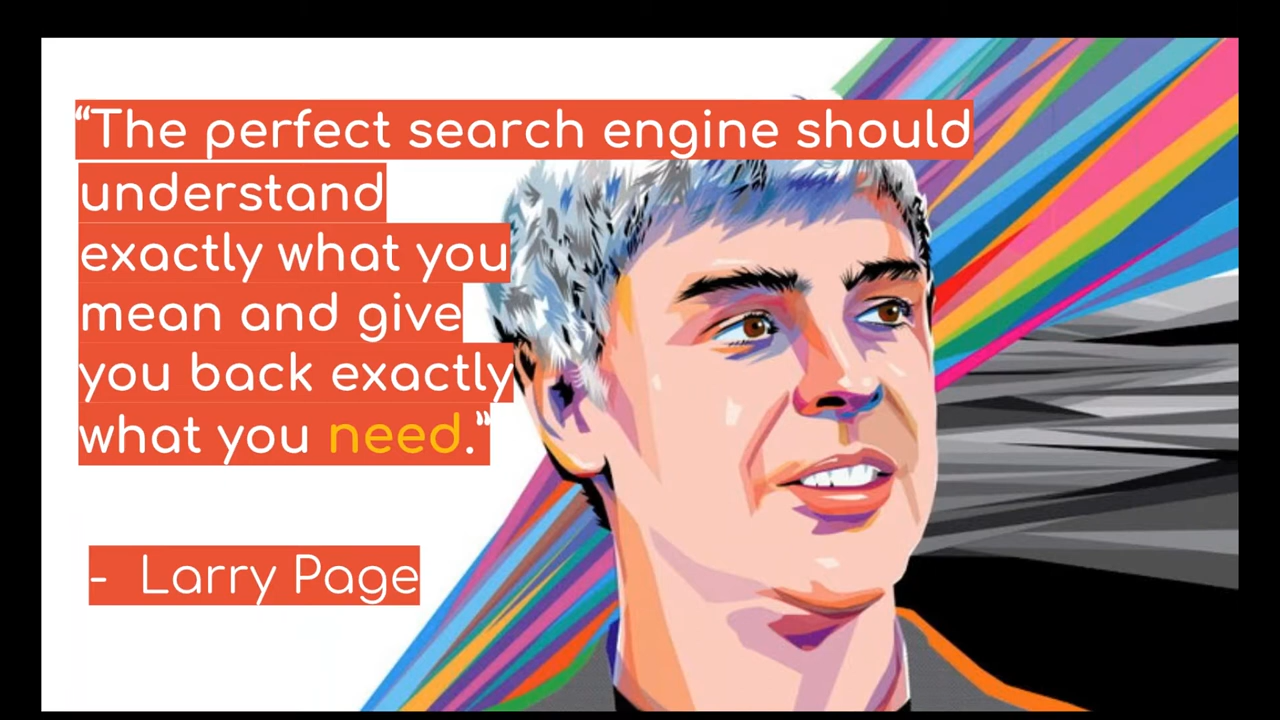 “The perfect search engine should
understand
exactly what you
mean and give
you back exactly
what you need.”
- Larry Page